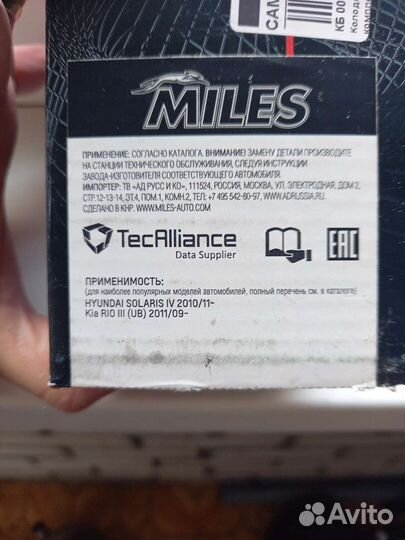 САМ
КБ 00
Колодк
MILES
ПРИМЕНЕНИЕ: СОГЛАСНО КАТАЛОГА. ВНИМАНИЕ! ЗАМЕНУ ДЕТАЛИ ПРОИЗВОДИТЕ
НА СТАНЦИИ ТЕХНИЧЕСКОГО ОБСЛУЖИВАНИЯ, СЛЕДУЯ ИНСТРУКЦИИ
ЗАВОДА-ИЗГОТОВИТЕЛЯ СООТВЕТСТВУЮЩЕГО АВТОМОБИЛЯ.
ИМПОРТЕР: ТВ «АД РУСС И КО», 111524, РОССИЯ, МОСКВА, УЛ. ЭЛЕКТРОДНАЯ, ДОМ 2,
СТР.12-13-14, ЭТ.4, ПОМ.1, КОМН.2, ТЕЛ: +7 495 542-80-97, WWW.ADRUSSIA.RU,
СДЕЛАНО В КНР. WWW.MILES-AUTO.COM
TecAlliance
Data Supplier
EAC
ПРИМЕНИМОСТЬ:
(для наиболее популярных моделей автомобилей, полный перечень см. в каталоге)
HYUNDAI SOLARIS IV 2010/11-
Kia RIO III (UB) 2011/09-
Avito